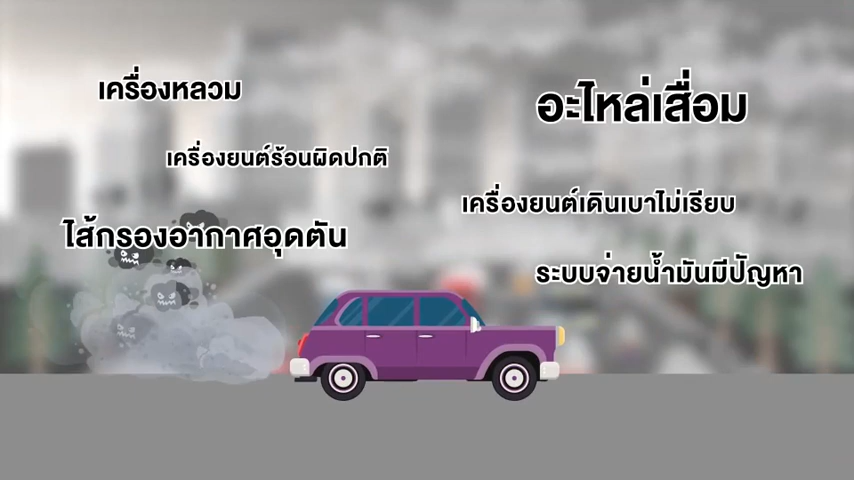 เครื่องหลวม
อะไหล่เสื่อม
เครื่องยนต์ร้อนผิดปกติ
เครื่องยนต์เดินเบาไม่เรียบ
ไส้กรองอากาศอุดตัน
ระบบจ่ายน้ำมันมีปัญหา